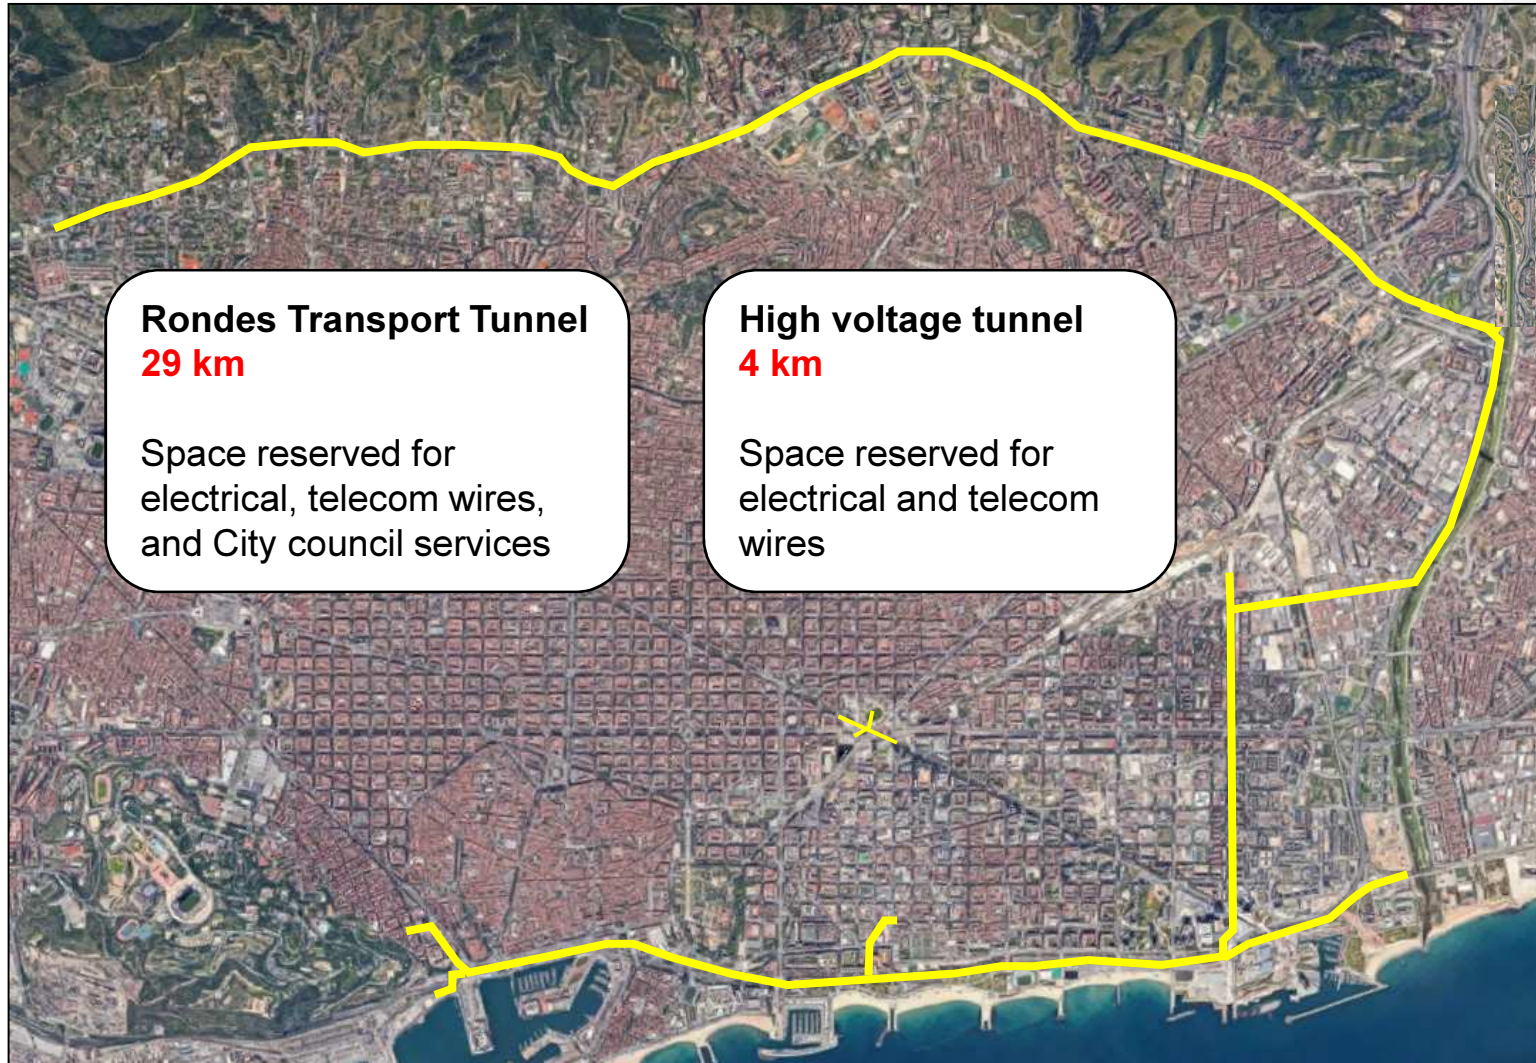 Rondes Transport Tunnel
29 km
Space reserved for
electrical, telecom wires,
and City council services
High voltage tunnel
4 km
Space reserved for
electrical and telecom
wires